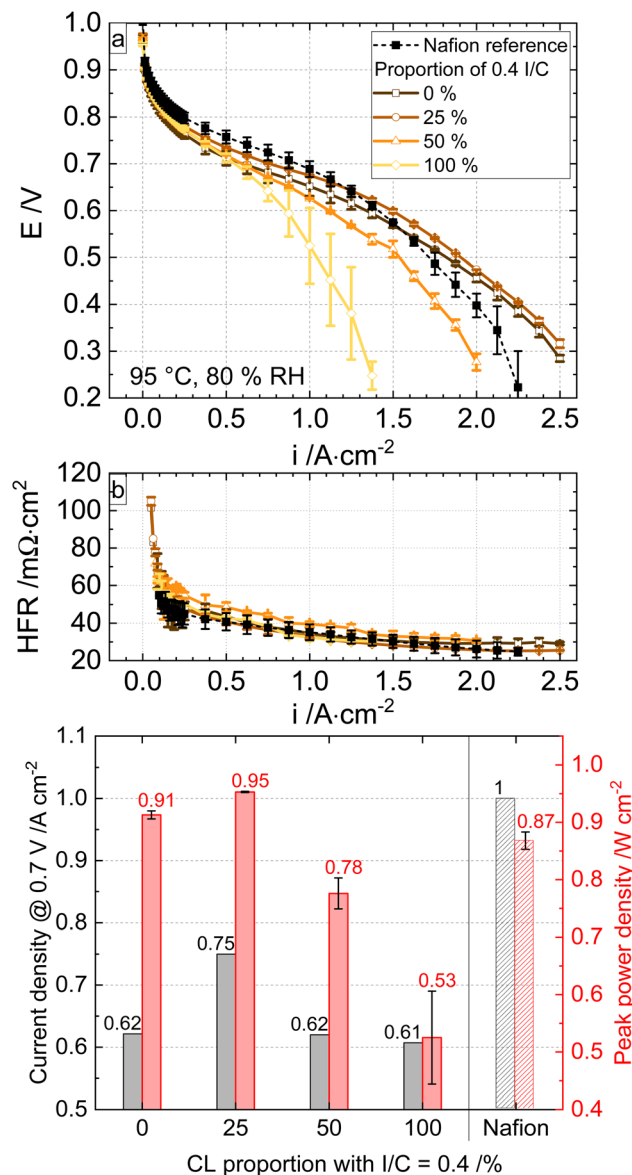 a
Nafion reference
Proportion of 0.4 I/C
0 %
25 %
50 %
100 %
1.0
0.9
0.8
0.7
0.6
0.5
0.4
0.3
0.2
E /V
95 °C, 80 % RH
0.0 0.5 1.0 1.5 2.0 2.5
i /A·cm⁻²
b
120
100
80
60
40
20
HFR /mΩ·cm²
0.0 0.5 1.0 1.5 2.0 2.5
i /A·cm⁻²
1.1
1.0
0.9
0.8
0.7
0.6
0.5
Current density @ 0.7 V /A cm⁻²
0.62 0.91
0.75 0.95
0.62 0.78
0.61 0.53
1 0.87
1.0
0.9
0.8
0.7
0.6
0.5
0.4
Peak power density /W cm⁻²
0 25 50 100 Nafion
CL proportion with I/C = 0.4 /%